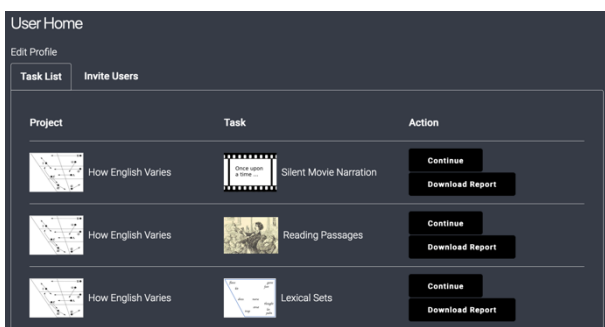 User Home
Edit Profile
Task List Invite Users
Project Task Action
How English Varies
Once upon
a time ...
Silent Movie Narration
Continue
Download Report
How English Varies
Reading Passages
Continue
Download Report
How English Varies
Lexical Sets
Continue
Download Report